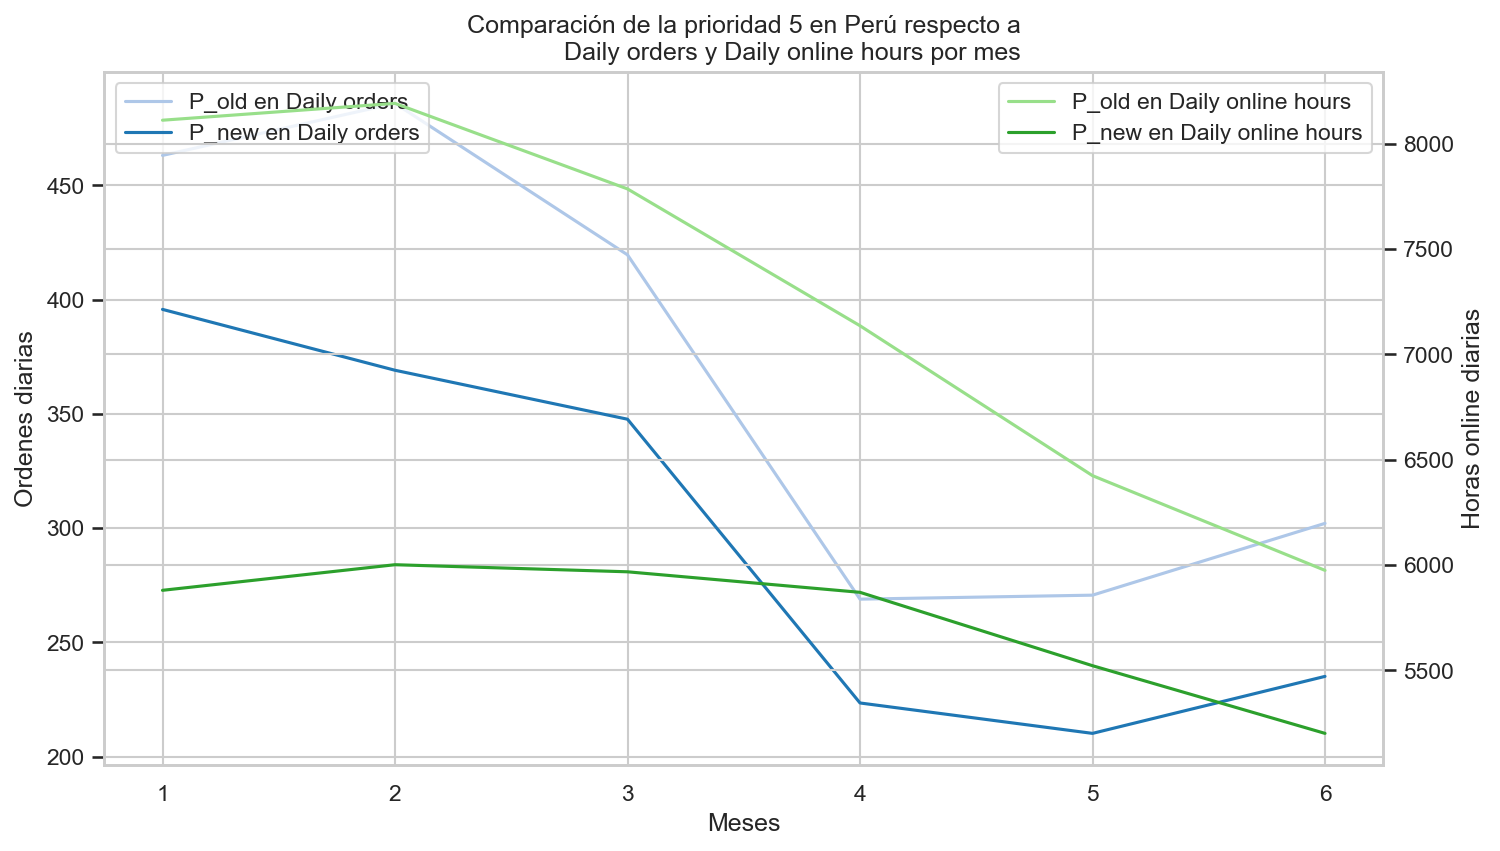 Comparación de la prioridad 5 en Perú respecto a
Daily orders y Daily online hours por mes
P_old en Daily orders
P_new en Daily orders
P_old en Daily online hours
P_new en Daily online hours
450
400
350
300
250
200
Ordenes diarias
8000
7500
7000
6500
6000
5500
Horas online diarias
1 2 3 4 5 6
Meses